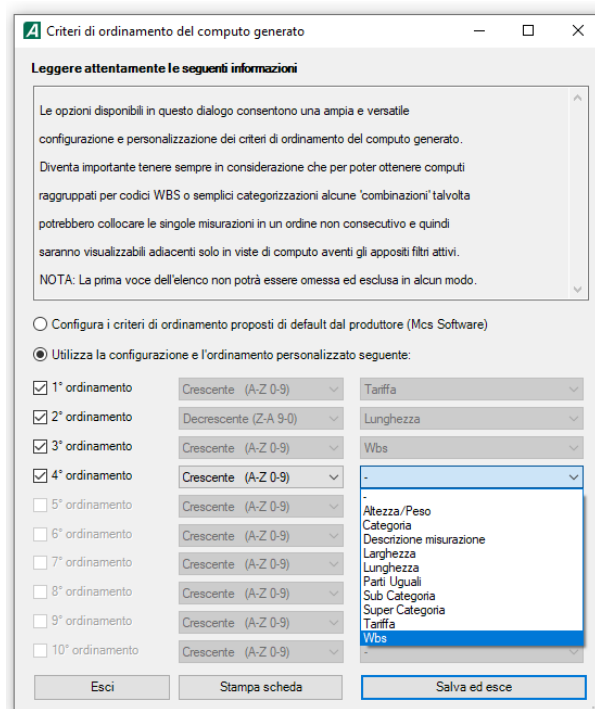 Criteri di ordinamento del computo generato
Leggere attentamente le seguenti informazioni
Le opzioni disponibili in questo dialogo consentono una ampia e versatile
configurazione e personalizzazione dei criteri di ordinamento del computo generato.
Diventa importante tenere sempre in considerazione che per poter ottenere computi
raggruppati per codici WBS o semplici categorizzazioni alcune 'combinazioni' talvolta
potrebbero collocare le singole misurazioni in un ordine non consecutivo e quindi
saranno visualizzabili adiacenti solo in viste di computo aventi gli appositi filtri attivi.
NOTA: La prima voce dell'elenco non potrà essere omessa ed esclusa in alcun modo.
Configura i criteri di ordinamento proposti di default dal produttore (Mcs Software)
Utilizza la configurazione e l'ordinamento personalizzato seguente:
1° ordinamento Crescente (A-Z 0-9) Tariffa
2° ordinamento Decrescente (Z-A 9-0) Lunghezza
3° ordinamento Crescente (A-Z 0-9) Wbs
4° ordinamento Crescente (A-Z 0-9) -
5° ordinamento Crescente (A-Z 0-9)
6° ordinamento Crescente (A-Z 0-9)
7° ordinamento Crescente (A-Z 0-9)
8° ordinamento Crescente (A-Z 0-9)
9° ordinamento Crescente (A-Z 0-9)
10° ordinamento Crescente (A-Z 0-9) -
-
Altezza/Peso
Categoria
Descrizione misurazione
Larghezza
Lunghezza
Parti Uguali
Sub Categoria
Super Categoria
Tariffa
Wbs
Esci Stampa scheda Salva ed esce